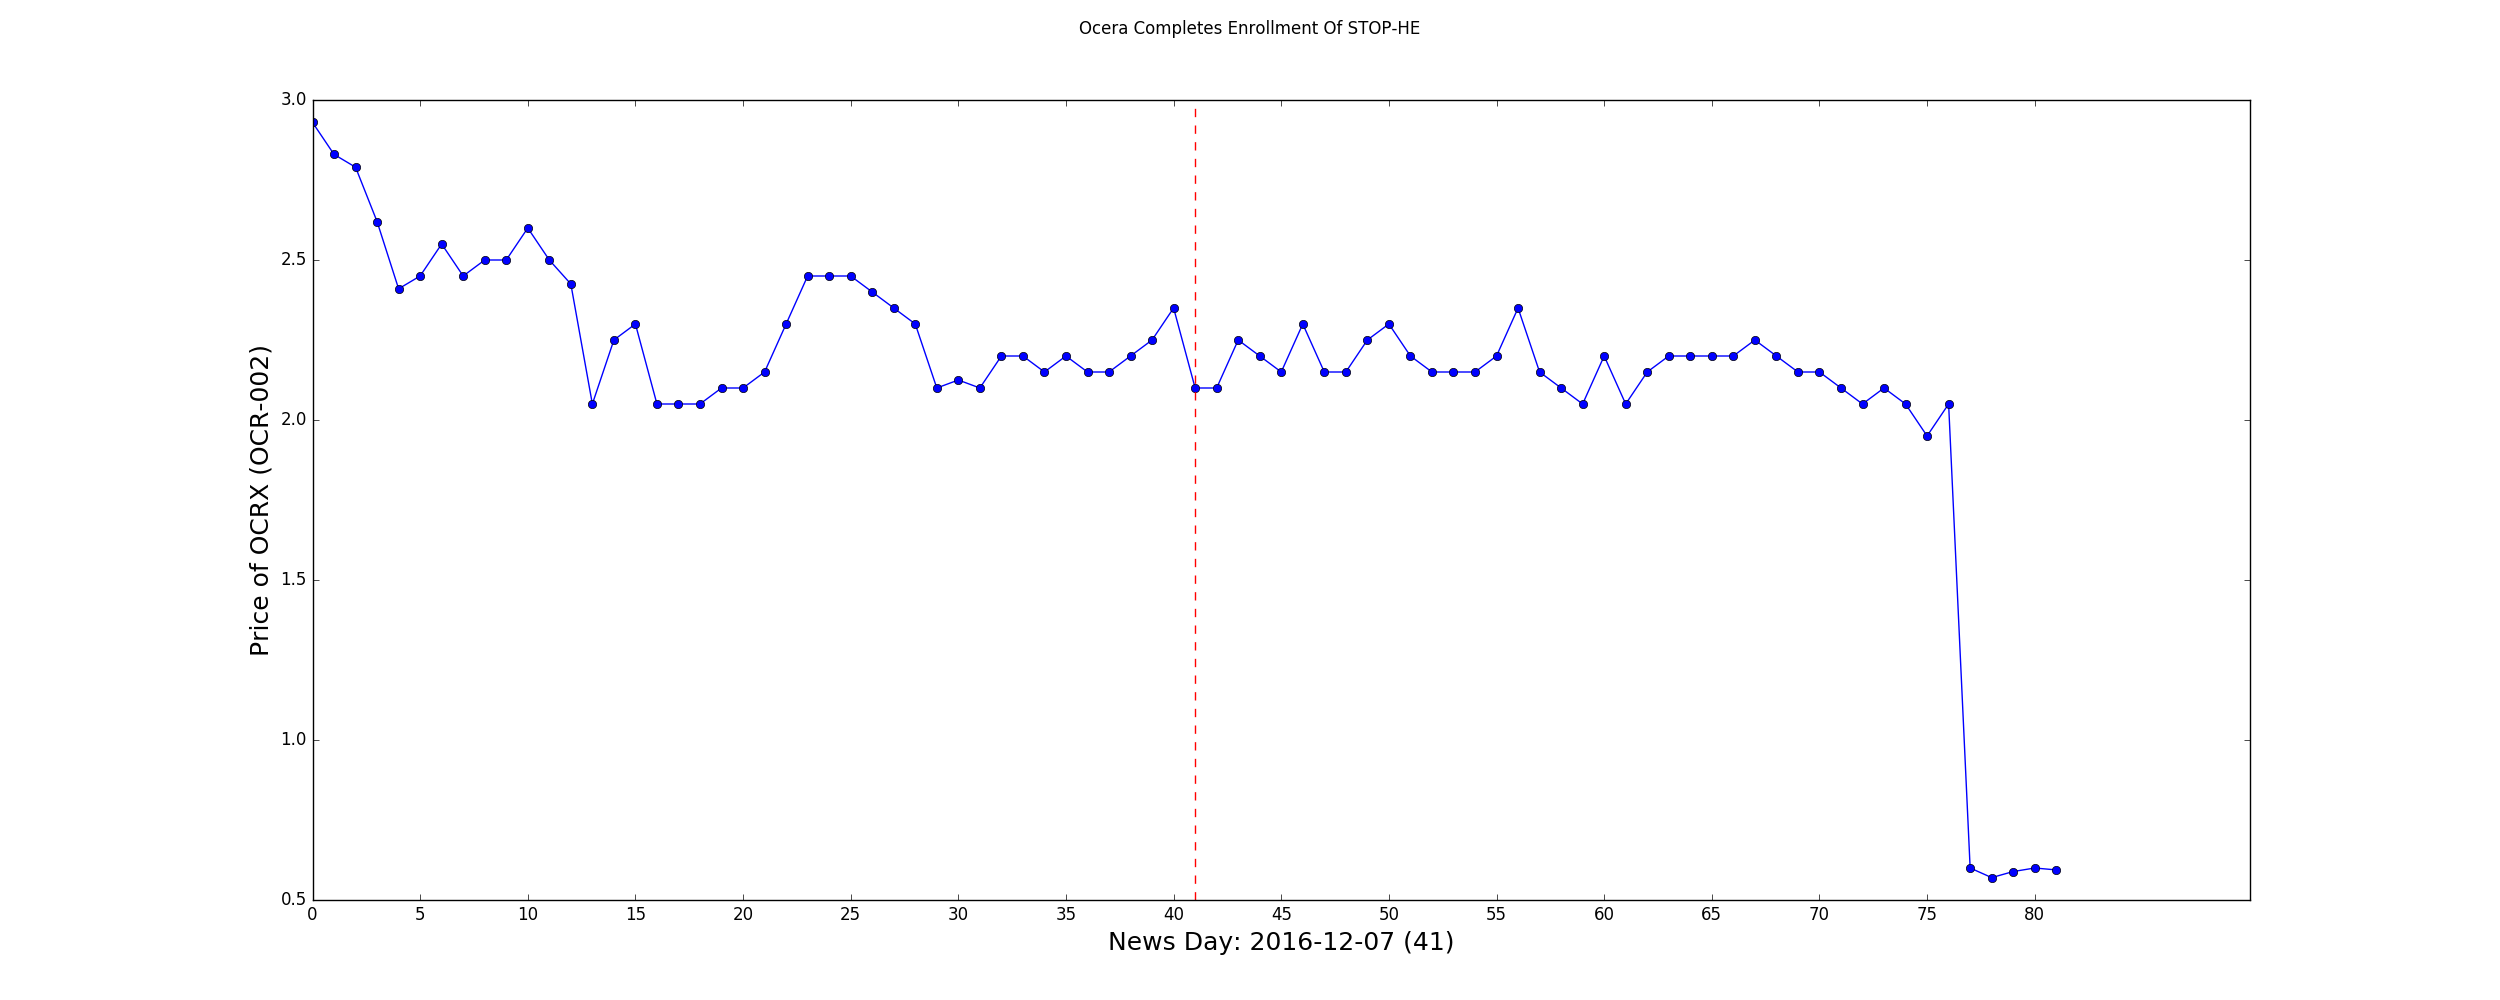 Ocera Completes Enrollment Of STOP-HE
Price of OCRX (OCR-002)
3.0
2.5
2.0
1.5
1.0
0.5
0 5 10 15 20 25 30 35 40 45 50 55 60 65 70 75 80
News Day: 2016-12-07 (41)